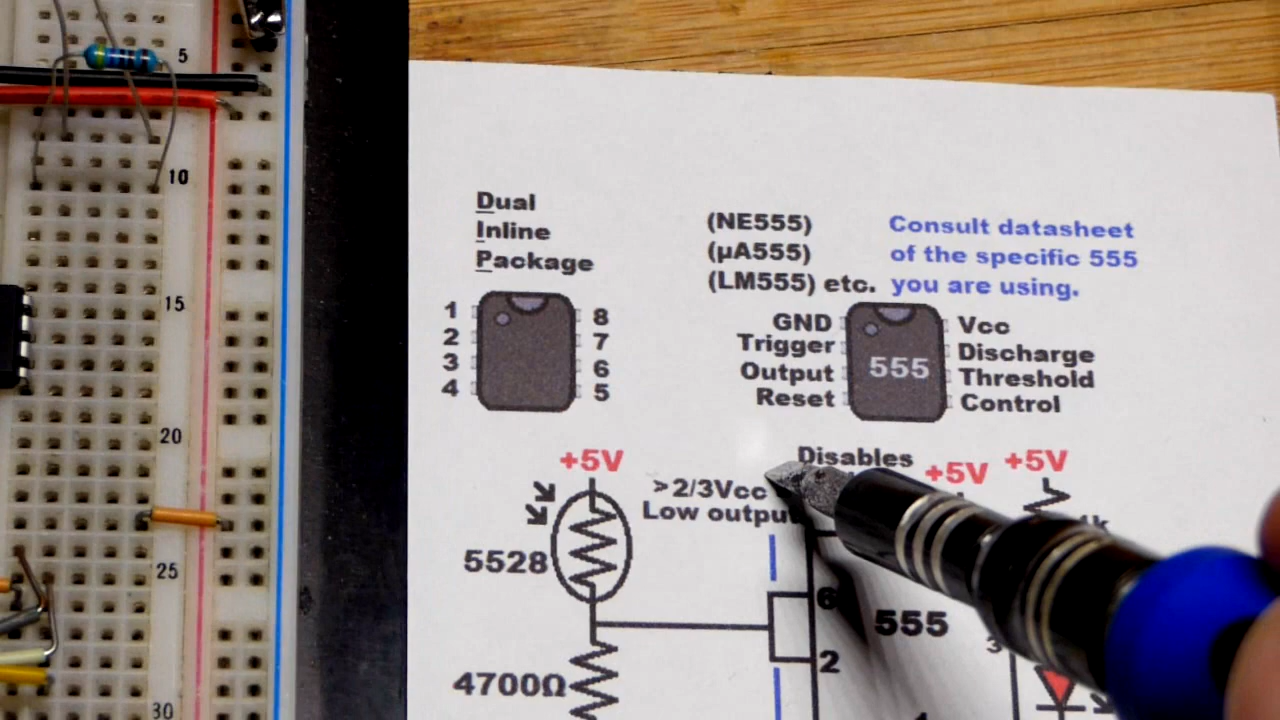 5
10
15
20
25
30
Dual
Inline
Package
1
2
3
4
8
7
6
5
(NE555)
(µA555)
(LM555) etc.
Consult datasheet
of the specific 555
you are using.
GND
Trigger
Output
Reset
555
Vcc
Discharge
Threshold
Control
+5V
5528
4700Ω
>2/3Vcc
Low outpu
Disables
+5V
+5V
1k
6
2
555
3